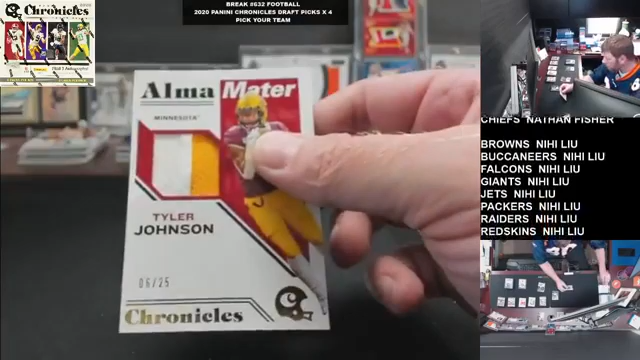 BREAK #632 FOOTBALL
2020 PANINI CHRONICLES DRAFT PICKS X 4
PICK YOUR TEAM
Chronicles
Alma Mater
MINNESOTA
TYLER
JOHNSON
06/25
Chronicles
CHIEFS NATHAN FISHER
BROWNS NIHI LIU
BUCCANEERS NIHI LIU
FALCONS NIHI LIU
GIANTS NIHI LIU
JETS NIHI LIU
PACKERS NIHI LIU
RAIDERS NIHI LIU
REDSKINS NIHI LIU